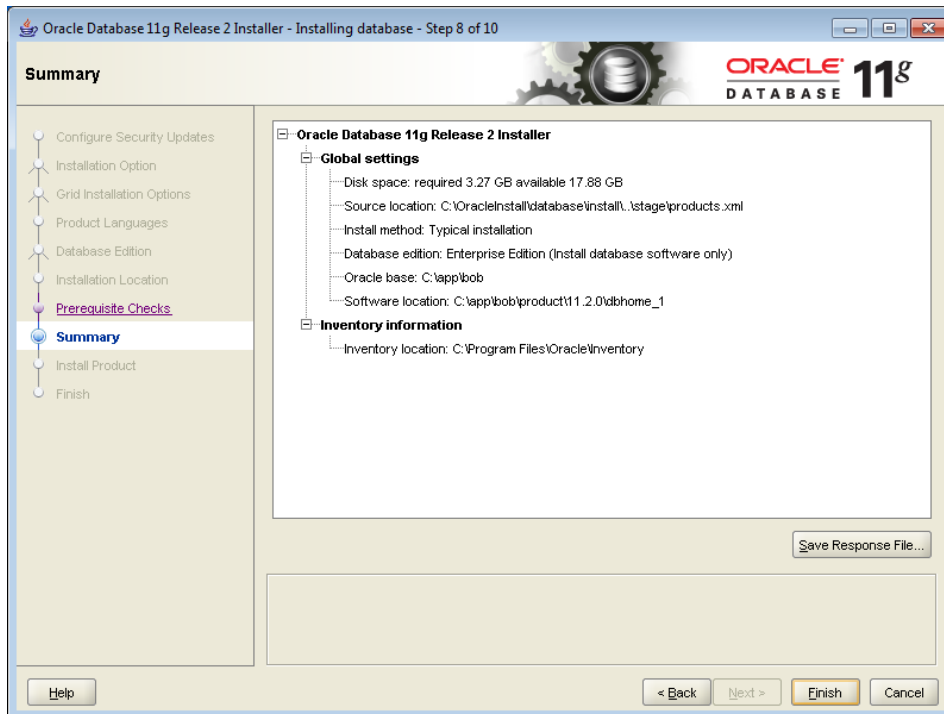 Oracle Database 11g Release 2 Installer - Installing database - Step 8 of 10
Summary
ORACLE
DATABASE
11g
Configure Security Updates
Installation Option
Grid Installation Options
Product Languages
Database Edition
Installation Location
Prerequisite Checks
Summary
Install Product
Finish
Oracle Database 11g Release 2 Installer
Global settings
Disk space: required 3.27 GB available 17.88 GB
Source location: C:\OracleInstall\database\install\..\stage\products.xml
Install method: Typical installation
Database edition: Enterprise Edition (Install database software only)
Oracle base: C:\app\bob
Software location: C:\app\bob\product\11.2.0\dbhome_1
Inventory information
Inventory location: C:\Program Files\Oracle\Inventory
Save Response File...
Help
< Back
Next >
Finish
Cancel